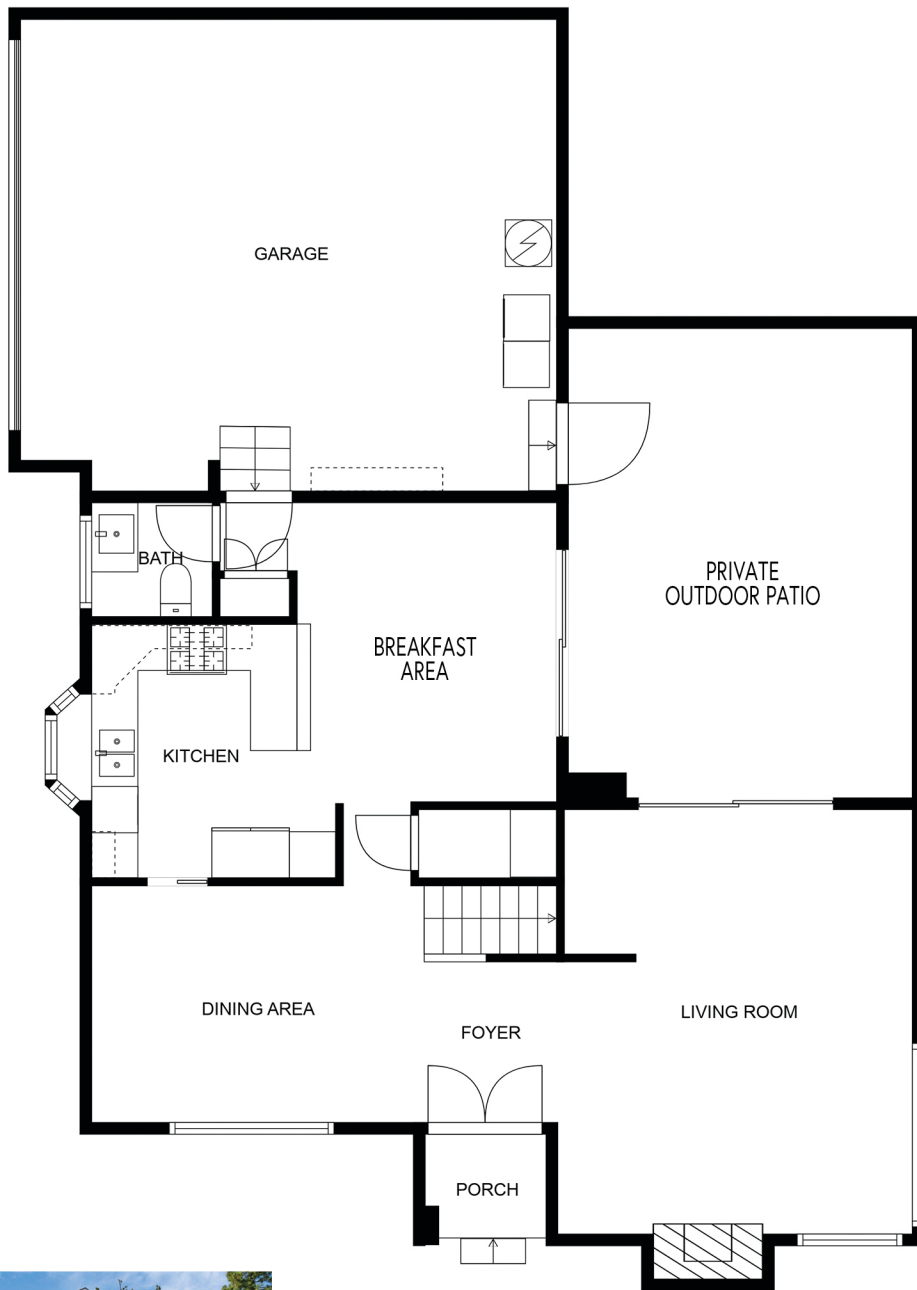 GARAGE
BATH
PRIVATE
OUTDOOR PATIO
BREAKFAST
AREA
KITCHEN
DINING AREA
LIVING ROOM
FOYER
PORCH